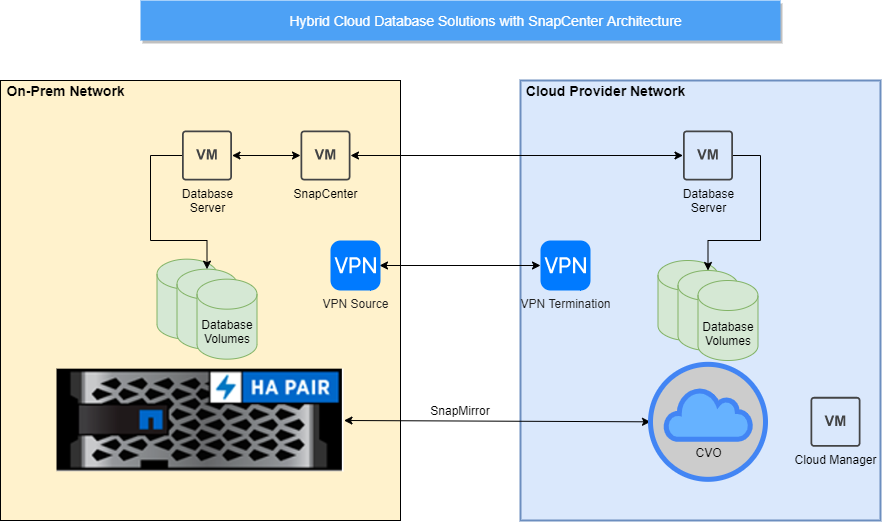 Hybrid Cloud Database Solutions with SnapCenter Architecture
On-Prem Network
Cloud Provider Network
VM
VM
VM
Database
Server
SnapCenter
Database
Server
VPN
VPN
VPN Source
VPN Termination
Database
Volumes
Database
Volumes
HA PAIR
SnapMirror
CVO
VM
Cloud Manager